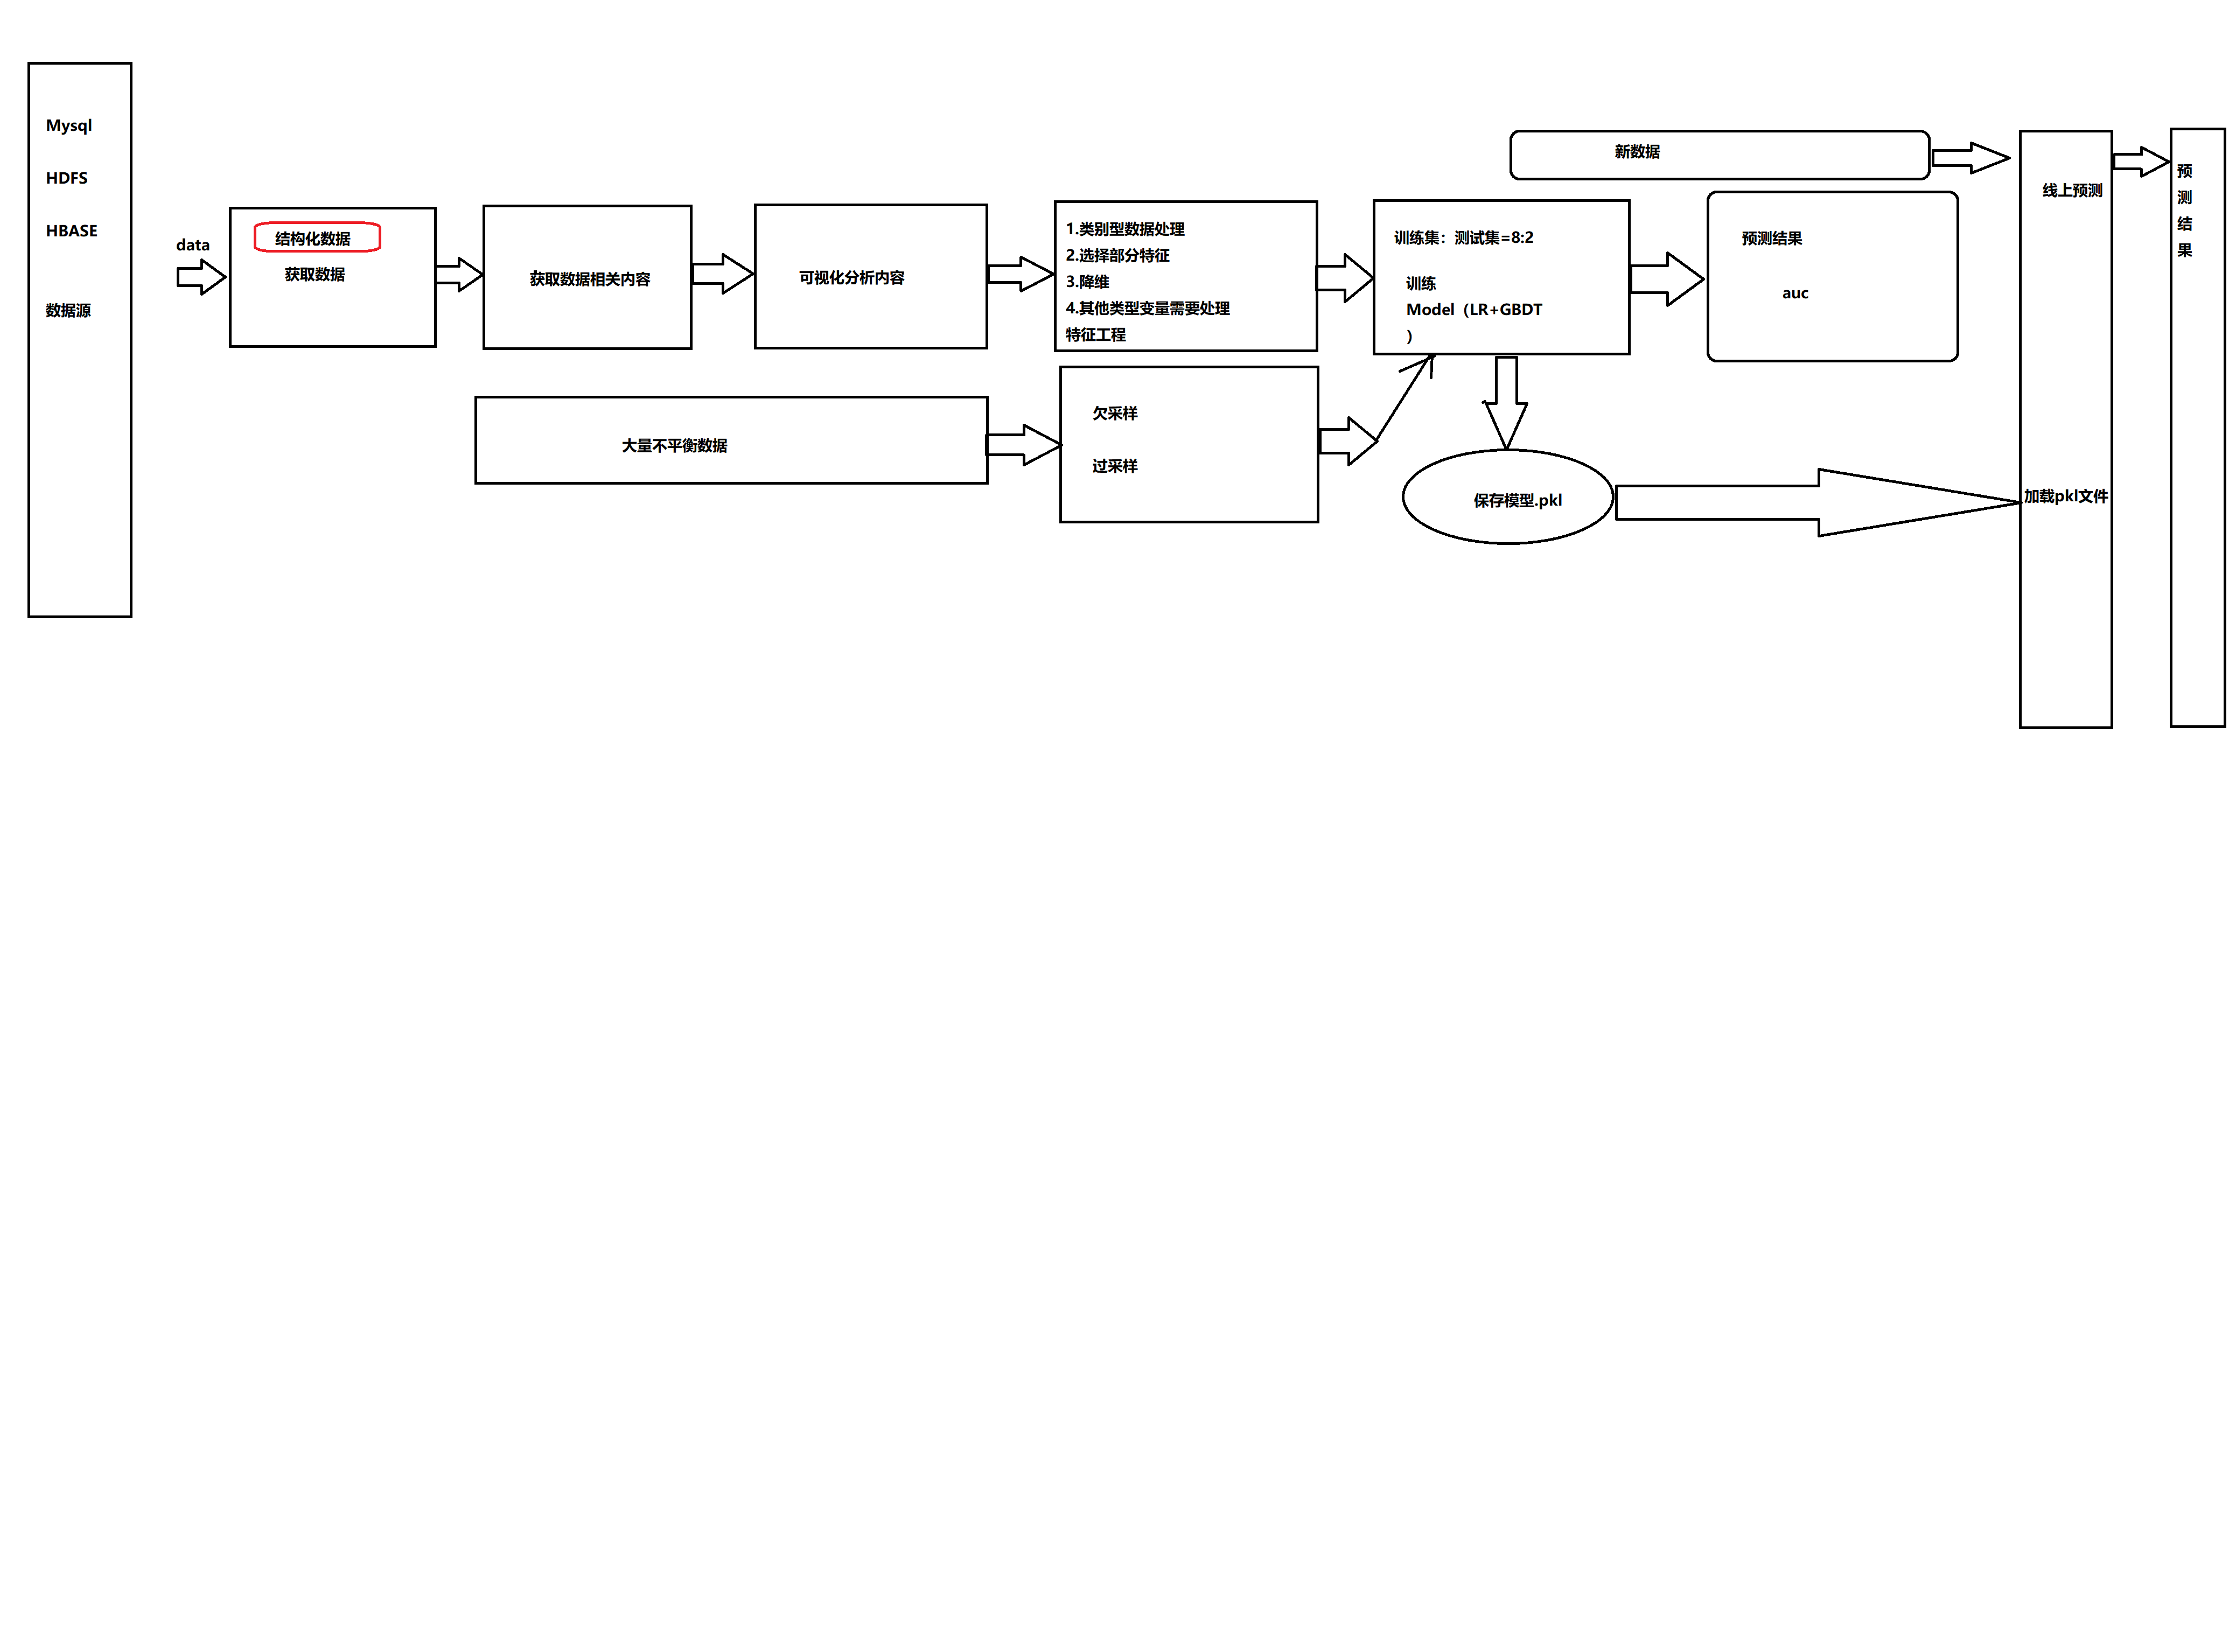 Mysql
HDFS
HBASE
数据源
data
结构化数据
获取数据
获取数据相关内容
可视化分析内容
1.类别型数据处理
2.选择部分特征
3.降维
4.其他类型变量需要处理
特征工程
训练集：测试集=8:2
训练
Model（LR+GBDT
）
预测结果
auc
新数据
大量不平衡数据
欠采样
过采样
保存模型.pkl
线上预测
加载pkl文件
预
测
结
果